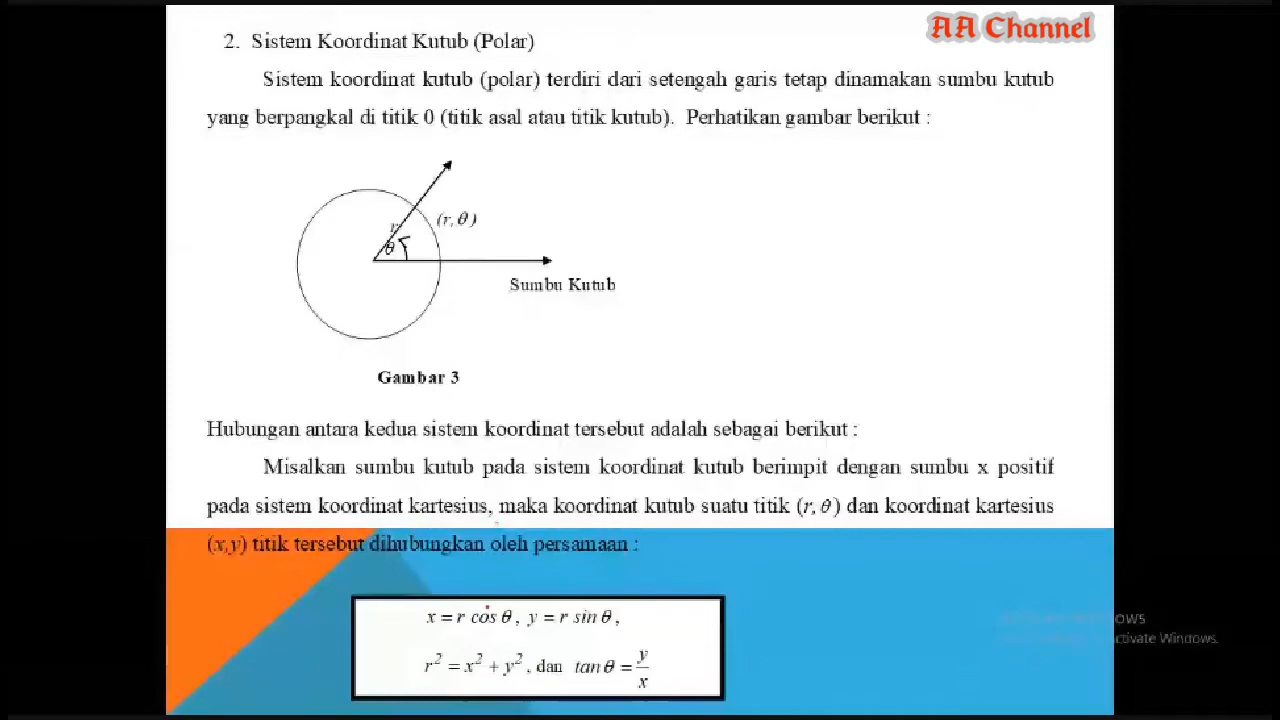 AA Channel
2. Sistem Koordinat Kutub (Polar)
Sistem koordinat kutub (polar) terdiri dari setengah garis tetap dinamakan sumbu kutub
yang berpangkal di titik 0 (titik asal atau titik kutub). Perhatikan gambar berikut :
(r, θ)
r
θ
Sumbu Kutub
Gambar 3
Hubungan antara kedua sistem koordinat tersebut adalah sebagai berikut :
Misalkan sumbu kutub pada sistem koordinat kutub berimpit dengan sumbu x positif
pada sistem koordinat kartesius, maka koordinat kutub suatu titik (r, θ) dan koordinat kartesius
(x,y) titik tersebut dihubungkan oleh persamaan :
x = r cos θ, y = r sin θ,
r² = x² + y², dan tan θ = y/x
ctivate Windows.